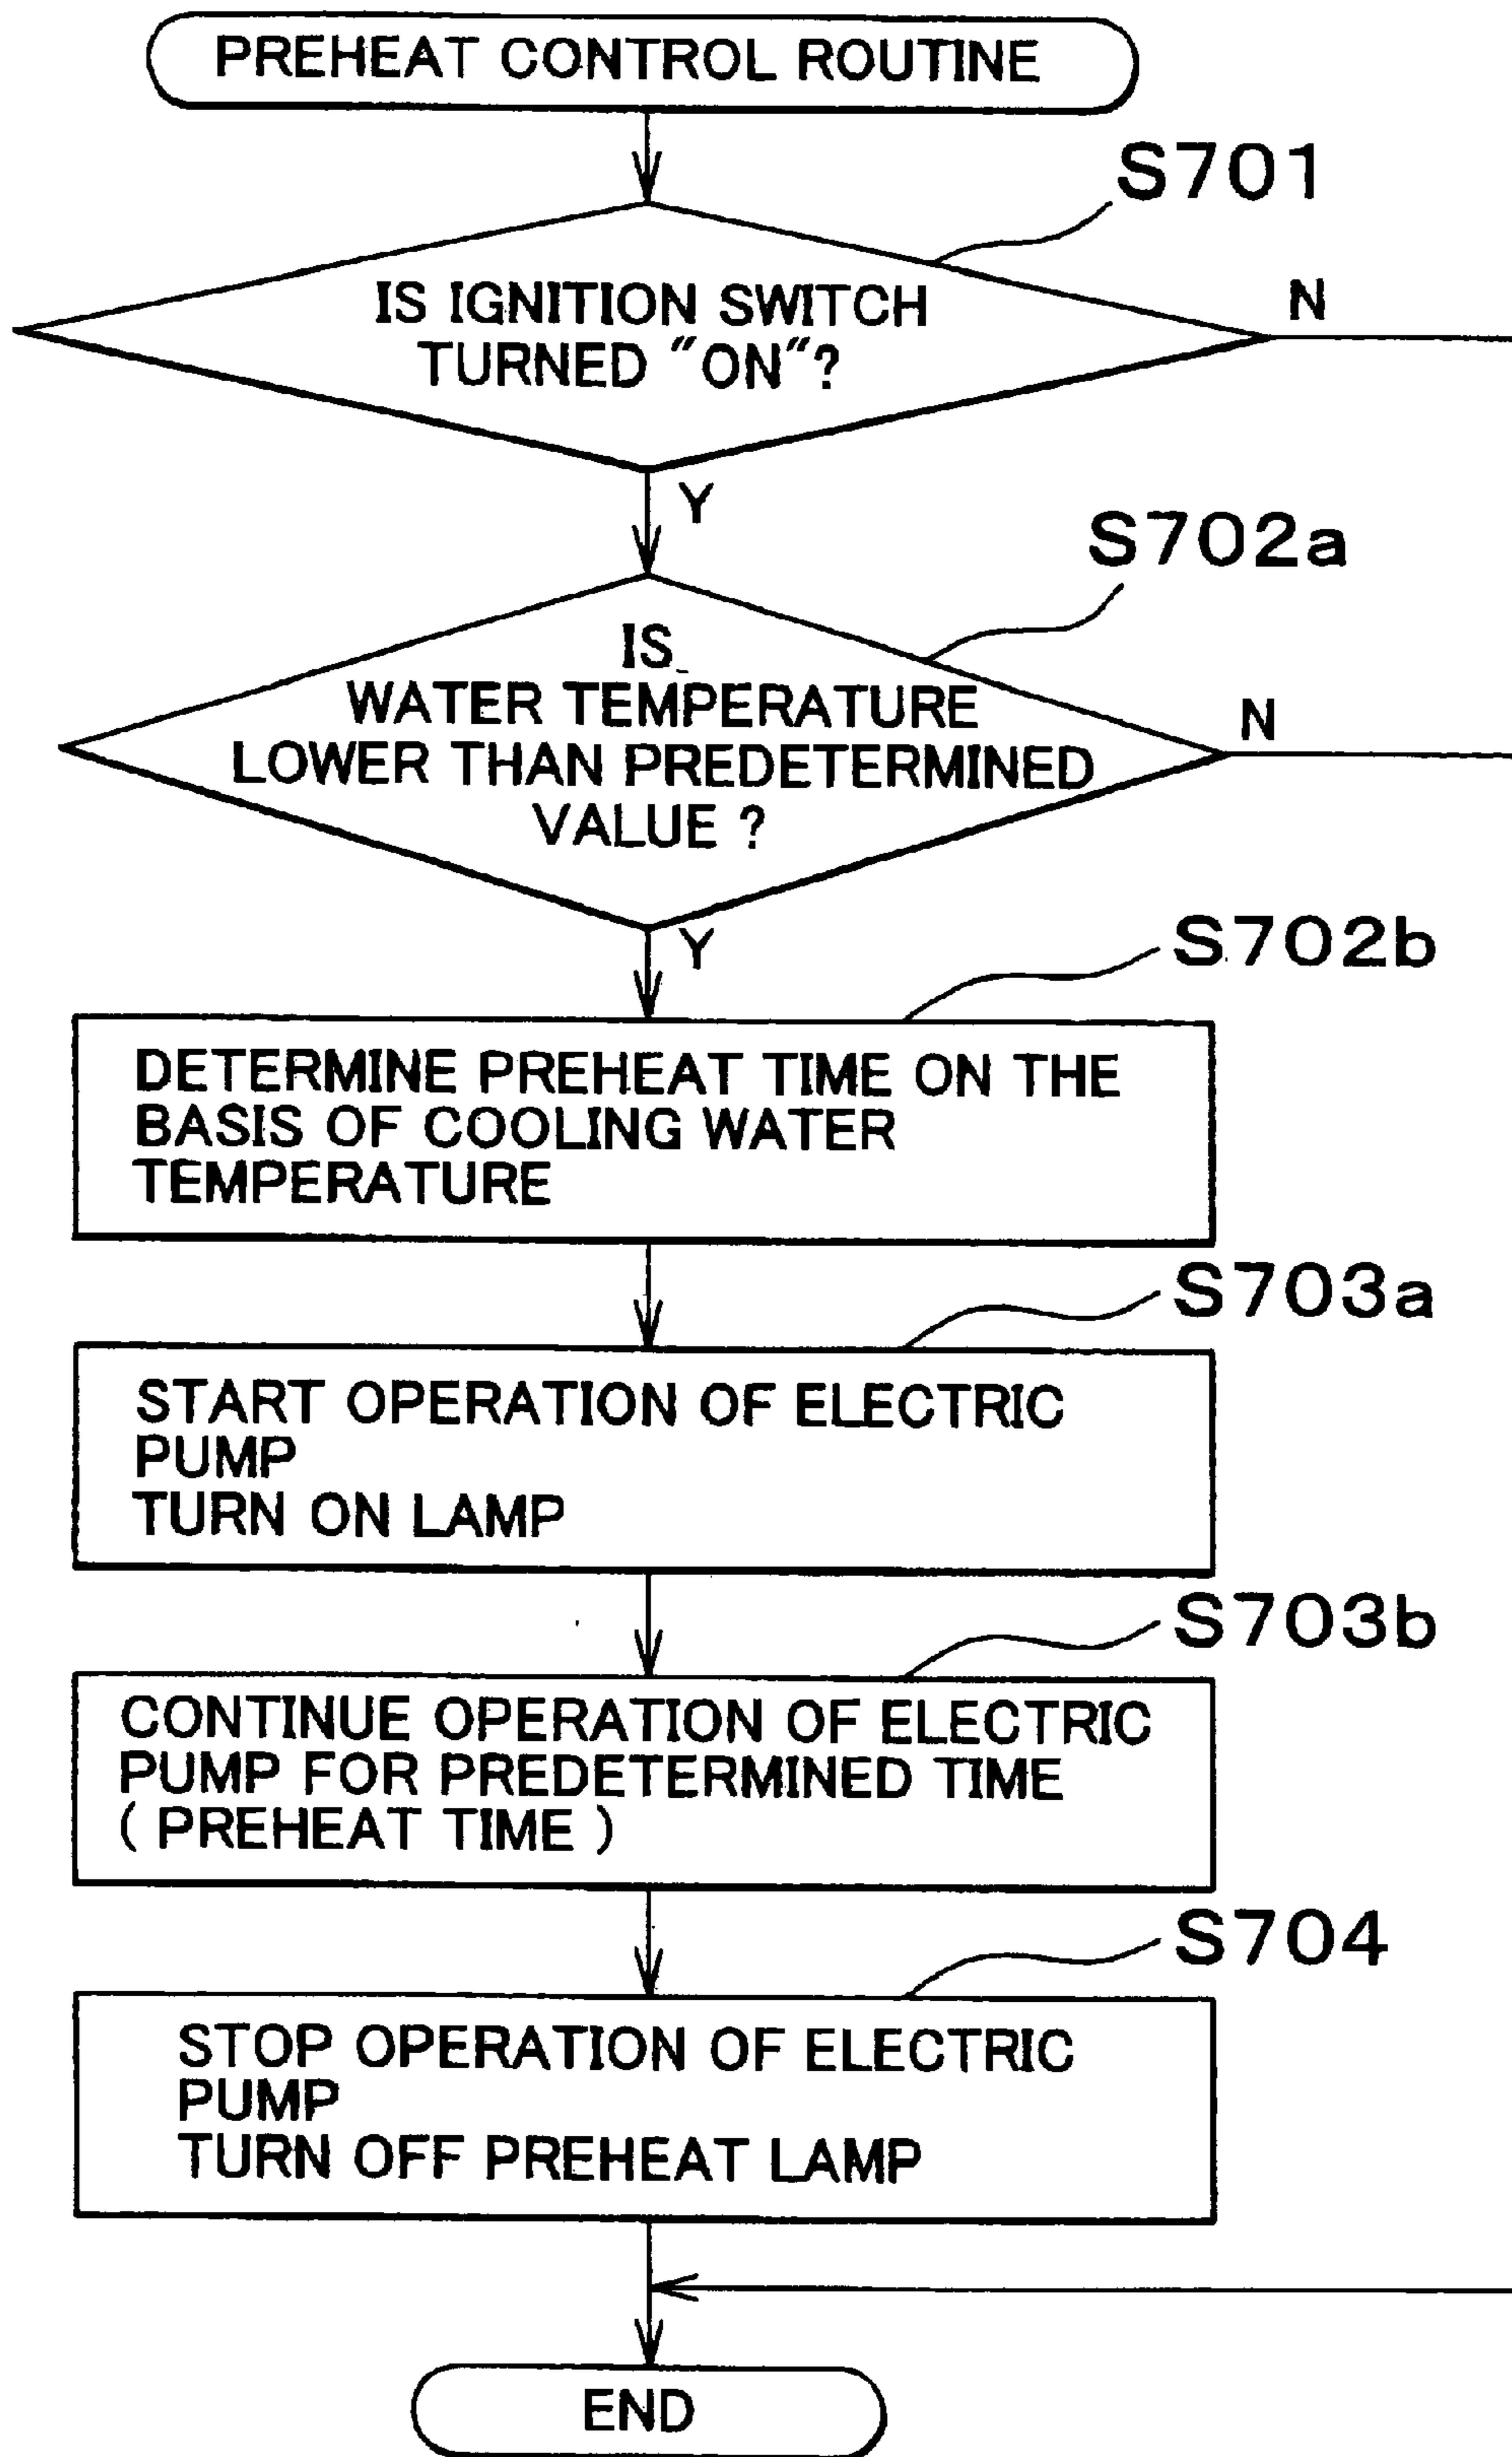 PREHEAT CONTROL ROUTINE
S701
IS IGNITION SWITCH
TURNED "ON"?
N
Y
S702a
IS
WATER TEMPERATURE
LOWER THAN PREDETERMINED
VALUE ?
N
Y
S702b
DETERMINE PREHEAT TIME ON THE
BASIS OF COOLING WATER
TEMPERATURE
S703a
START OPERATION OF ELECTRIC
PUMP
TURN ON LAMP
S703b
CONTINUE OPERATION OF ELECTRIC
PUMP FOR PREDETERMINED TIME
( PREHEAT TIME )
S704
STOP OPERATION OF ELECTRIC
PUMP
TURN OFF PREHEAT LAMP
END